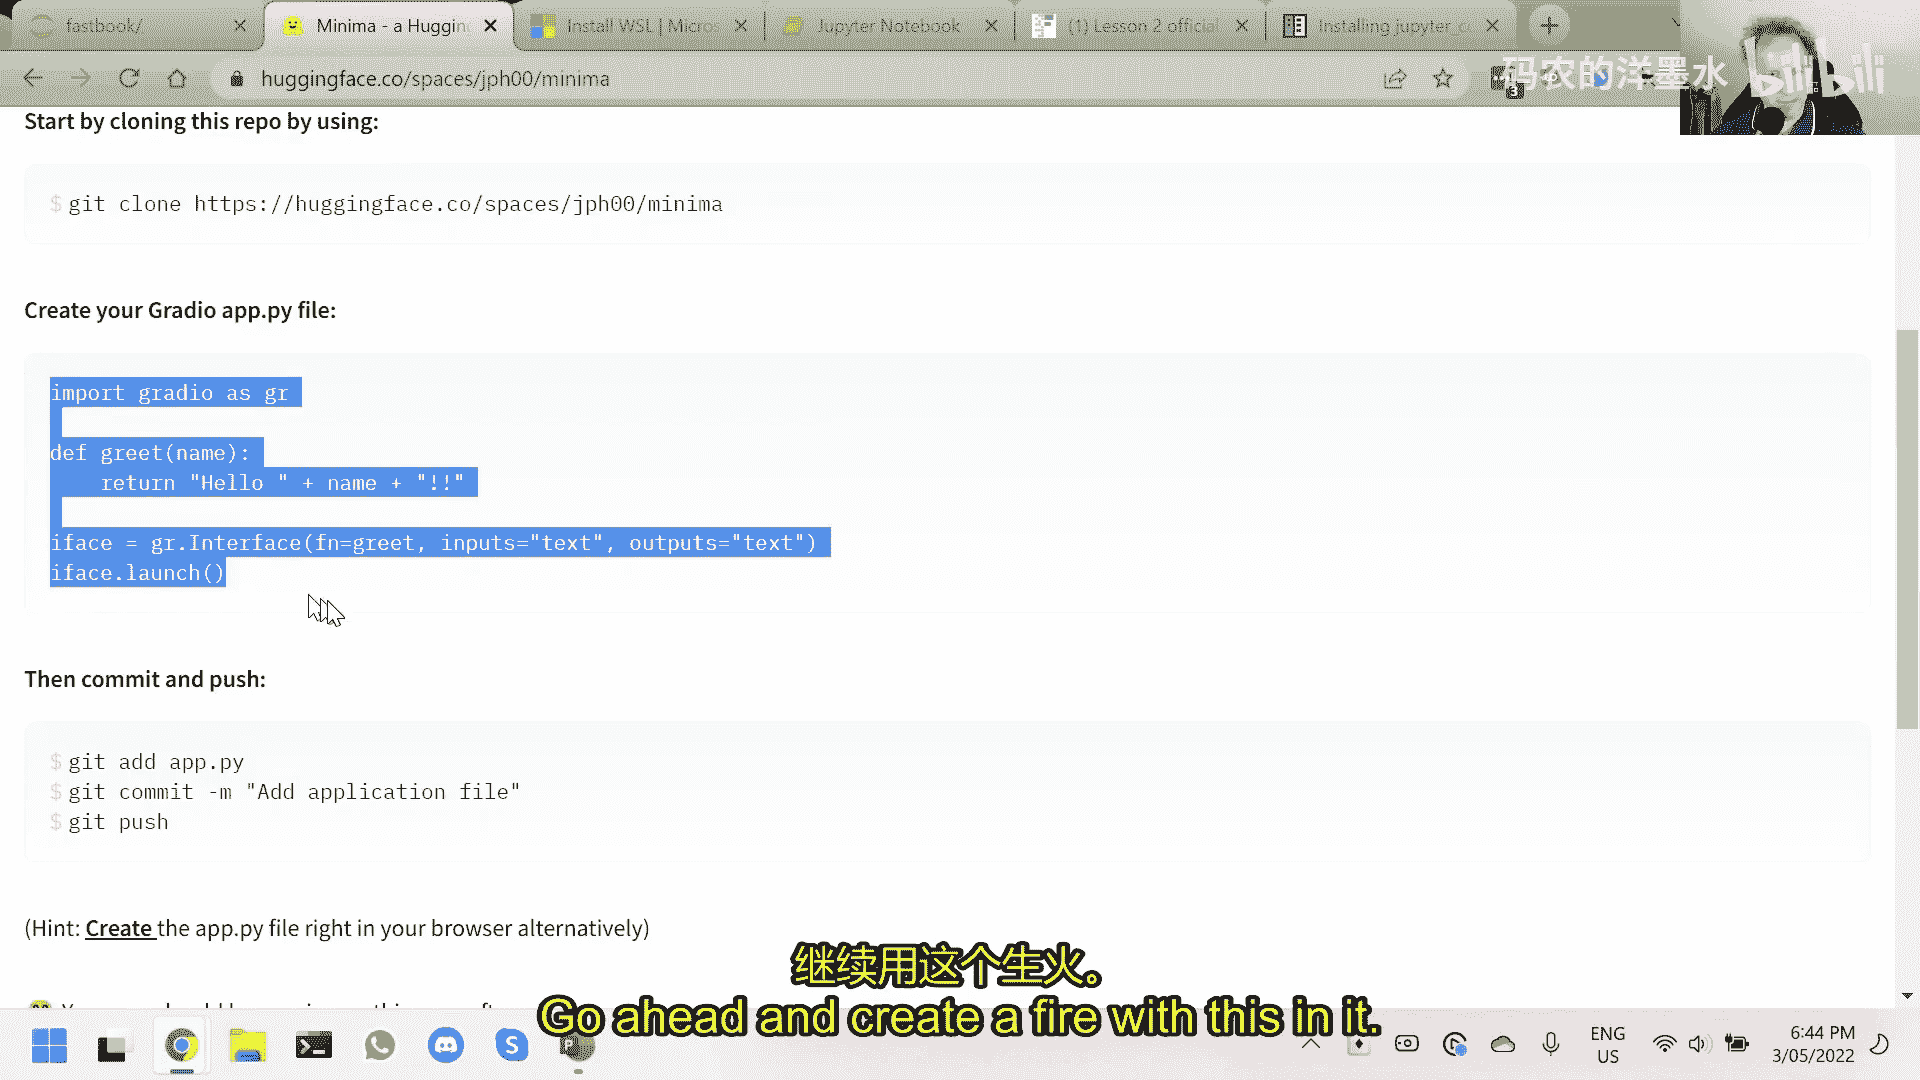 fastbook/
Minima - a Huggin
Install WSL | Micros
Jupyter Notebook
(1) Lesson 2 official
Installing jupyter_c
huggingface.co/spaces/jph00/minima
3
码农的洋墨水
bilibili
Start by cloning this repo by using:
$ git clone https://huggingface.co/spaces/jph00/minima
Create your Gradio app.py file:
import gradio as gr
def greet(name):
return "Hello " + name + "!!"
iface = gr.Interface(fn=greet, inputs="text", outputs="text")
iface.launch()
Then commit and push:
$ git add app.py
$ git commit -m "Add application file"
$ git push
(Hint: Create the app.py file right in your browser alternatively)
继续用这个生火。
Go ahead and create a fire with this in it.
ENG
US
6:44 PM
3/05/2022